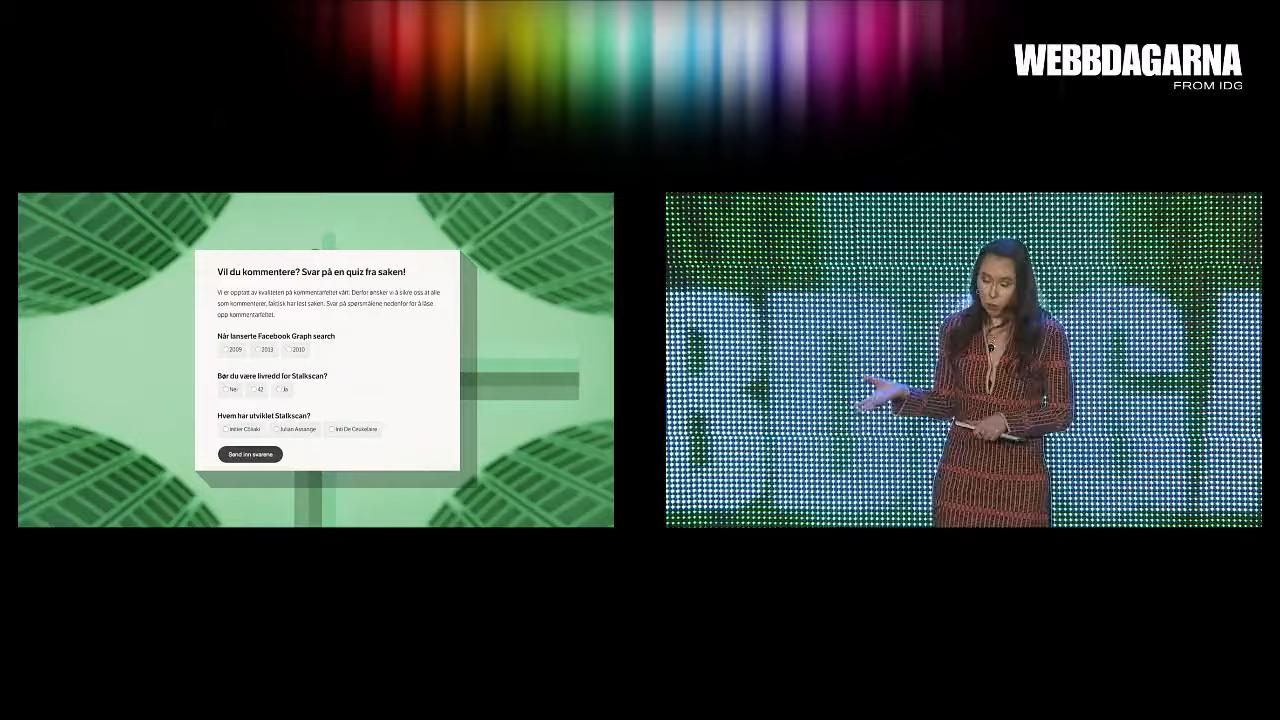 WEBBDAGARNA
FROM IDG
Vil du kommentere? Svar på en quiz fra saken!
Vi er opptatt av kvaliteten på kommentarfeltet vårt. Derfor ønsker vi å sikre oss at alle
som kommenterer, faktisk har lest saken. Svar på spørsmålene nedenfor for å låse
opp kommentarfeltet.
Når lanserte Facebook Graph search
2009 2013 2010
Bør du være livredd for Stalkscan?
Nei 42 Ja
Hvem har utviklet Stalkscan?
Julian Assange Inti De Ceukelaire
Send inn svarene